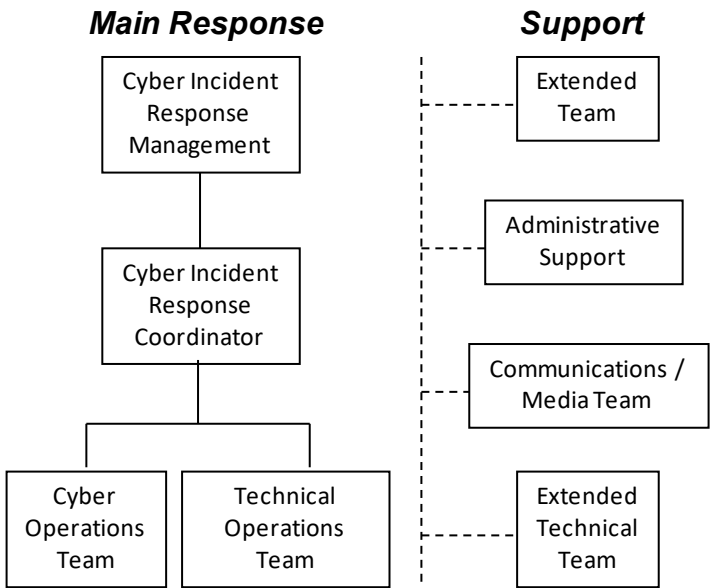 Main Response
Cyber Incident
Response
Management
Cyber Incident
Response
Coordinator
Cyber
Operations
Team
Technical
Operations
Team
Support
Extended
Team
Administrative
Support
Communications /
Media Team
Extended
Technical
Team